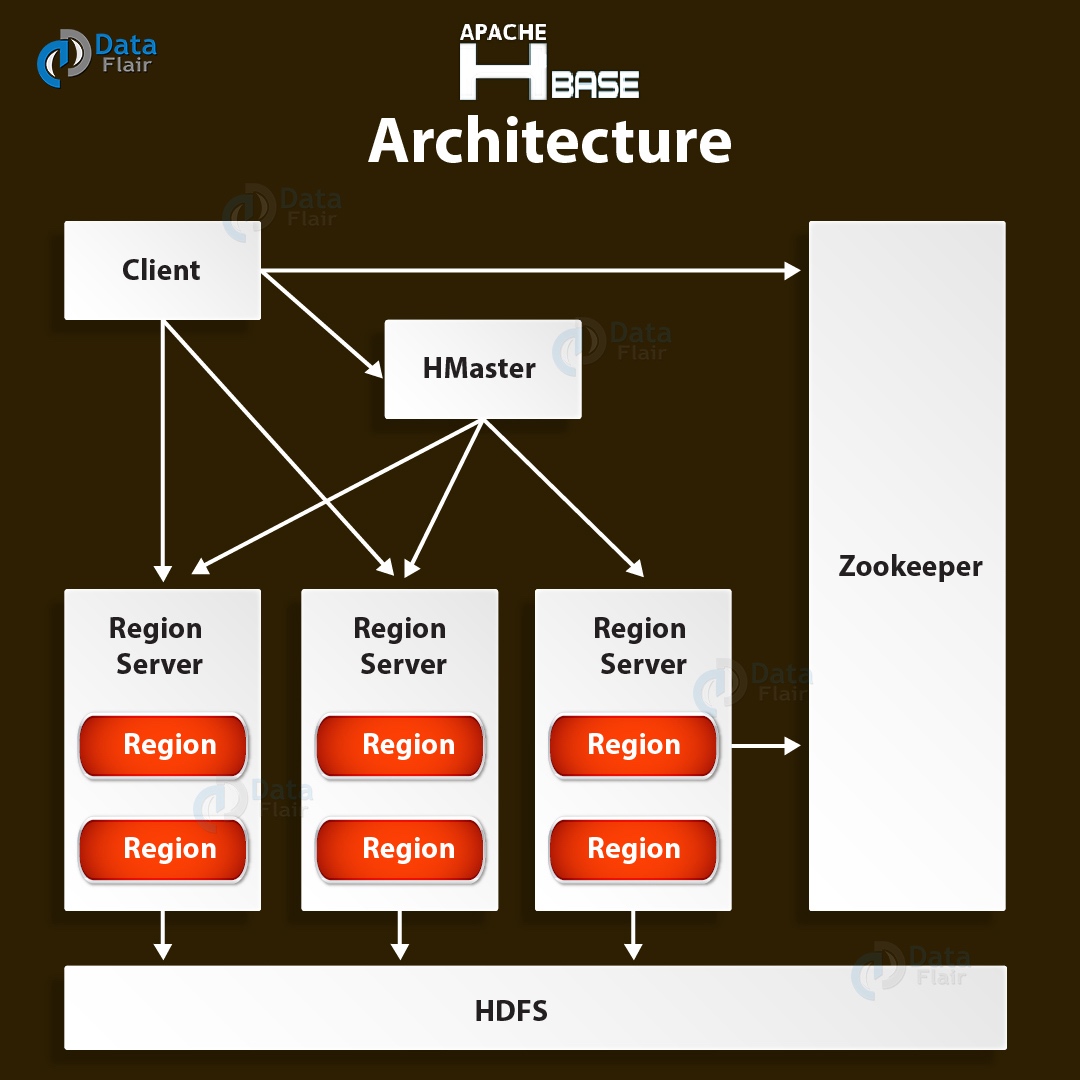 Data
Flair
APACHE
HBASE
Architecture
Data
Flair
Client
HMaster
Data
Flair
Zookeeper
Region
Server
Region
Server
Region
Server
Data
Flair
Region
Region
Region
Data
Flair
Region
Region
Region
Data
Flair
HDFS